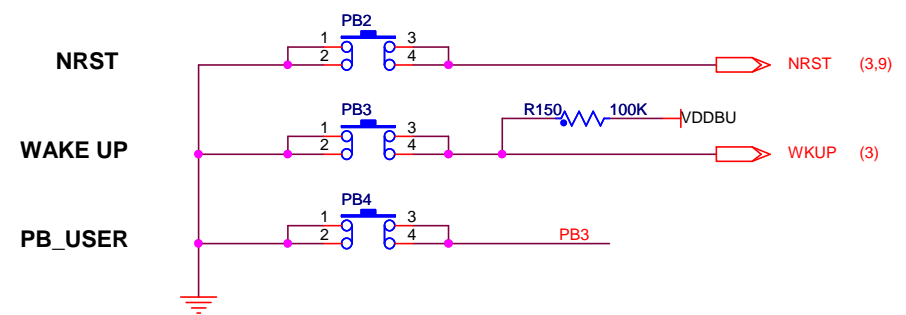 PB2
1 3
2 4
NRST NRST (3,9)
PB3 R150 100K VDDBU
1 3
2 4
WAKE UP WKUP (3)
PB4
1 3
2 4
PB_USER PB3